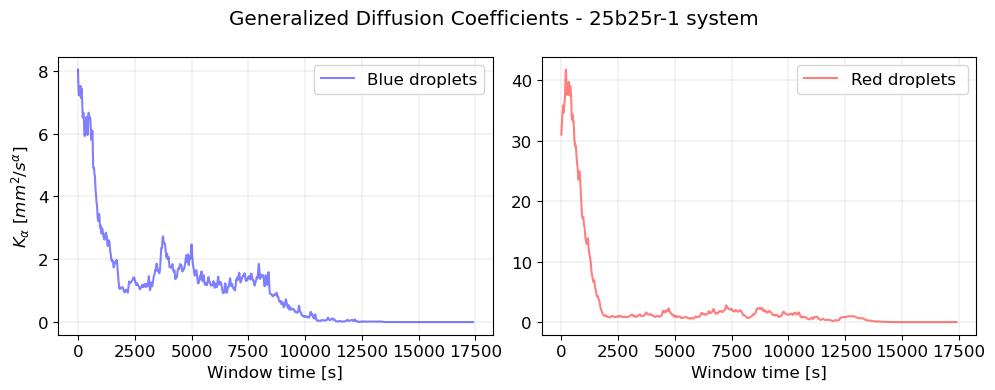 Generalized Diffusion Coefficients - 25b25r-1 system
Blue droplets
Kα [mm²/s^α]
8
6
4
2
0
0 2500 5000 7500 10000 12500 15000 17500
Window time [s]
Red droplets
40
30
20
10
0
0 2500 5000 7500 10000 12500 15000 17500
Window time [s]